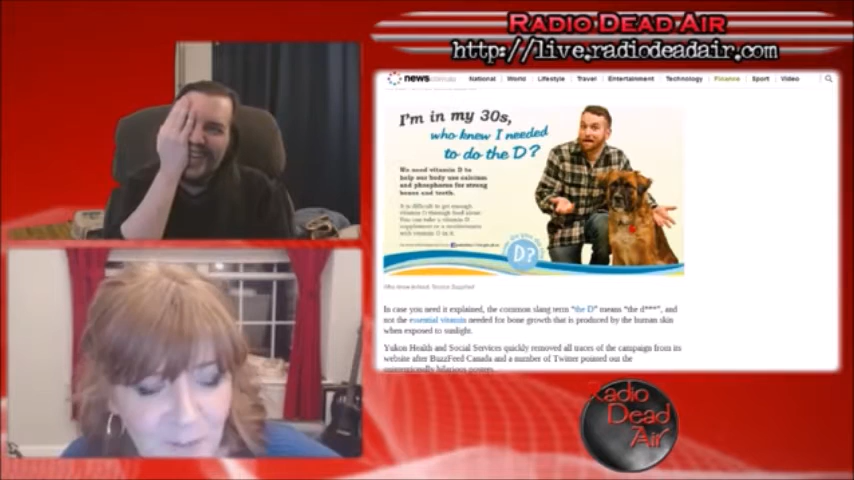 RADIO DEAD AIR
http://live.radiodeadair.com
news.com.au
National World Lifestyle Travel Entertainment Technology Finance Sport Video
I'm in my 30s,
who knew I needed
to do the D?
We need vitamin D to
help our body use calcium
and phosphorus for strong
bones and teeth.
It is difficult to get enough
vitamin D through food alone.
You can take a vitamin D
supplement or a multivitamin
with vitamin D in it.
D?
In case you need it explained, the common slang term “the D” means “the d***”, and
not the essential vitamin needed for bone growth that is produced by the human skin
when exposed to sunlight.
Yukon Health and Social Services quickly removed all traces of the campaign from its
website after BuzzFeed Canada and a number of Twitter pointed out the
unintentionally hilarious posters.
Radio
Dead
Air